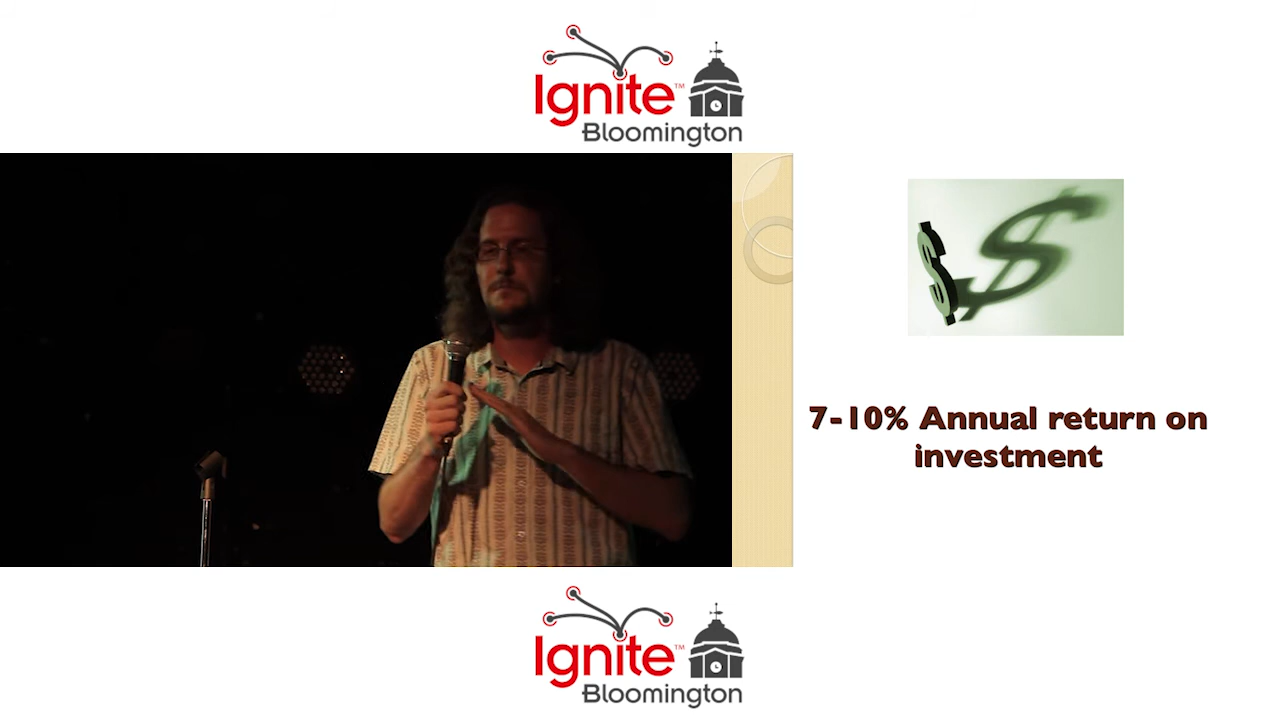 Ignite™
Bloomington
7-10% Annual return on
investment
Ignite™
Bloomington